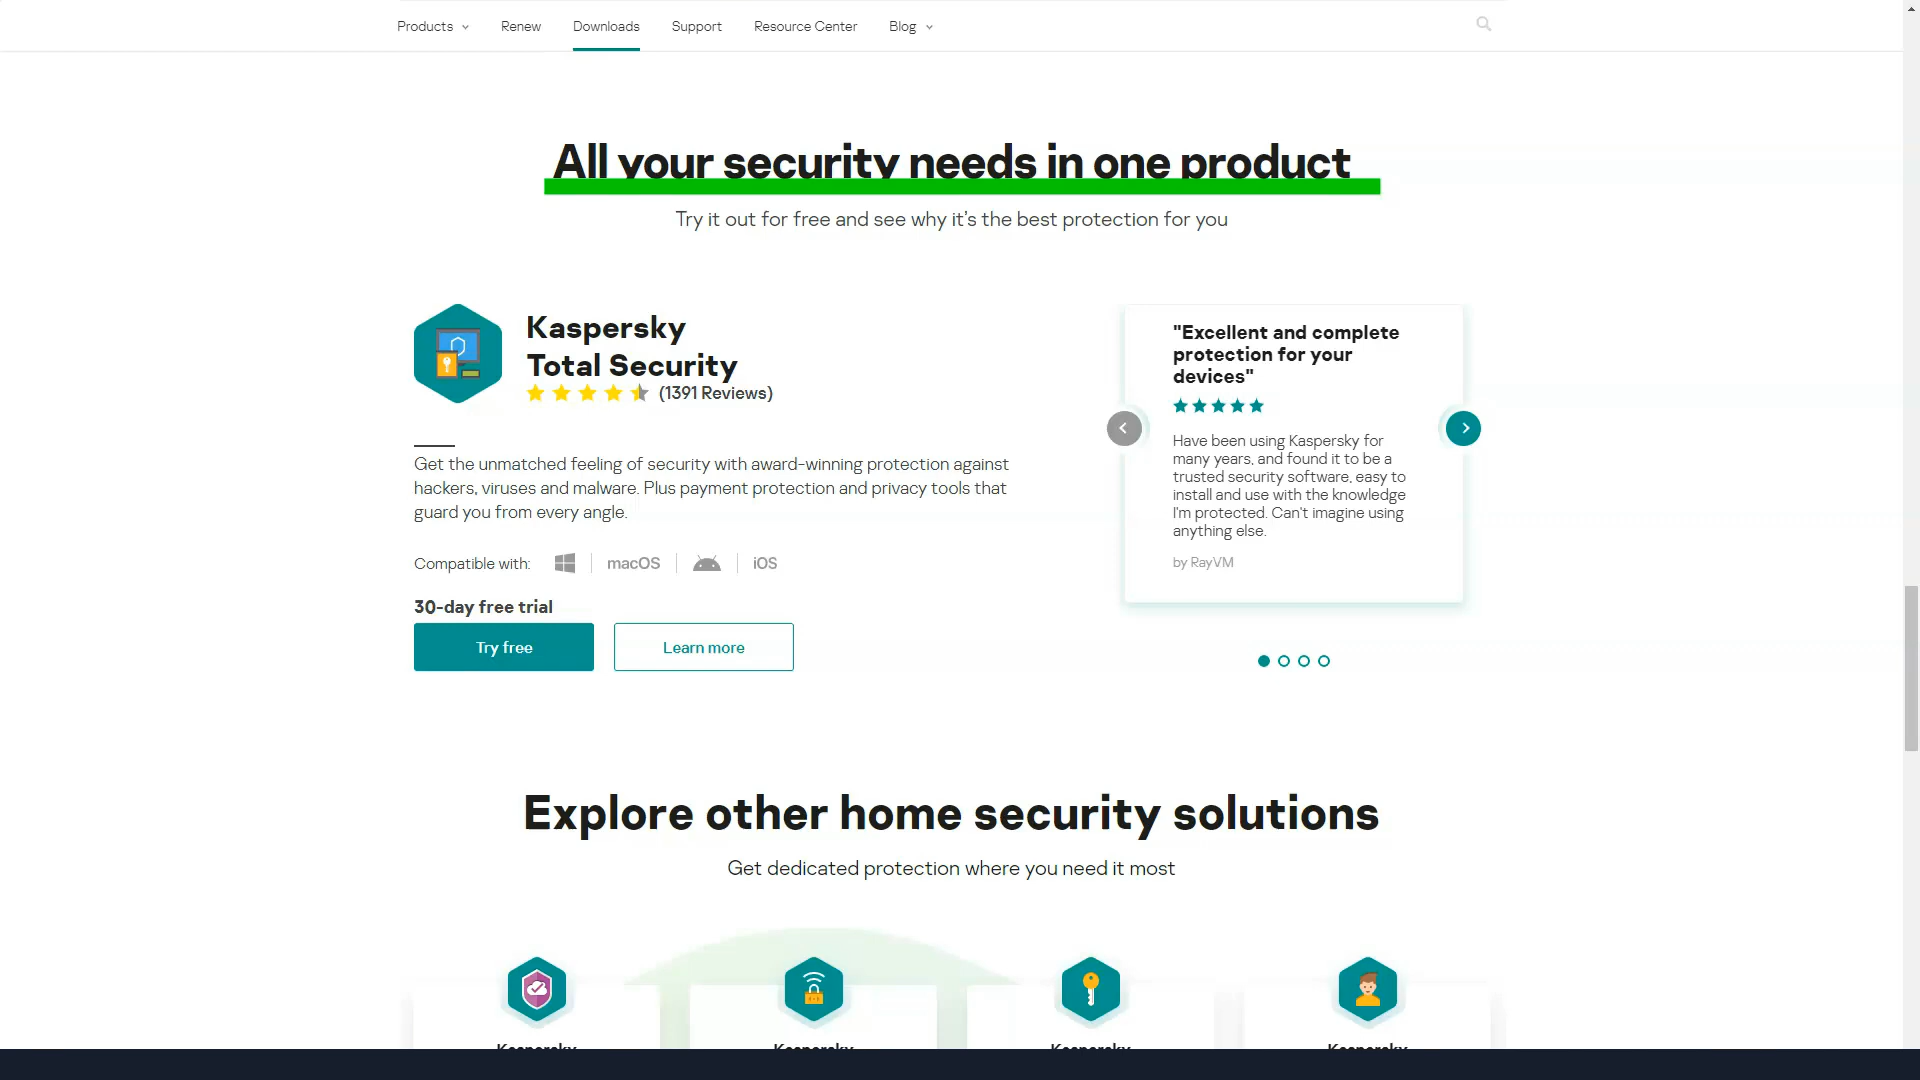 Products
Renew
Downloads
Support
Resource Center
Blog
All your security needs in one product
Try it out for free and see why it's the best protection for you
Kaspersky
Total Security
(1391 Reviews)
Get the unmatched feeling of security with award-winning protection against
hackers, viruses and malware. Plus payment protection and privacy tools that
guard you from every angle.
Compatible with:
macOS
iOS
30-day free trial
Try free
Learn more
"Excellent and complete
protection for your
devices"
Have been using Kaspersky for
many years, and found it to be a
trusted security software, easy to
install and use with the knowledge
I'm protected. Can't imagine using
anything else.
by RayVM
Explore other home security solutions
Get dedicated protection where you need it most
Kaspersky
Kaspersky
Kaspersky
Kaspersky